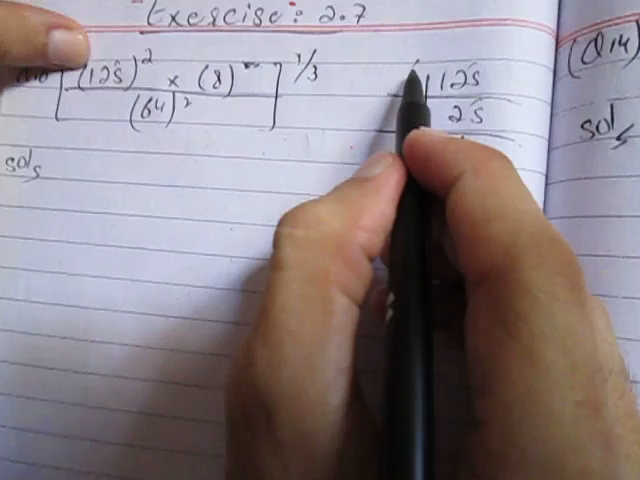 Exercise: 2.7
[(125)² × (8) / (64)²]^1/3
125
25
sol,
(Q14)
sol,